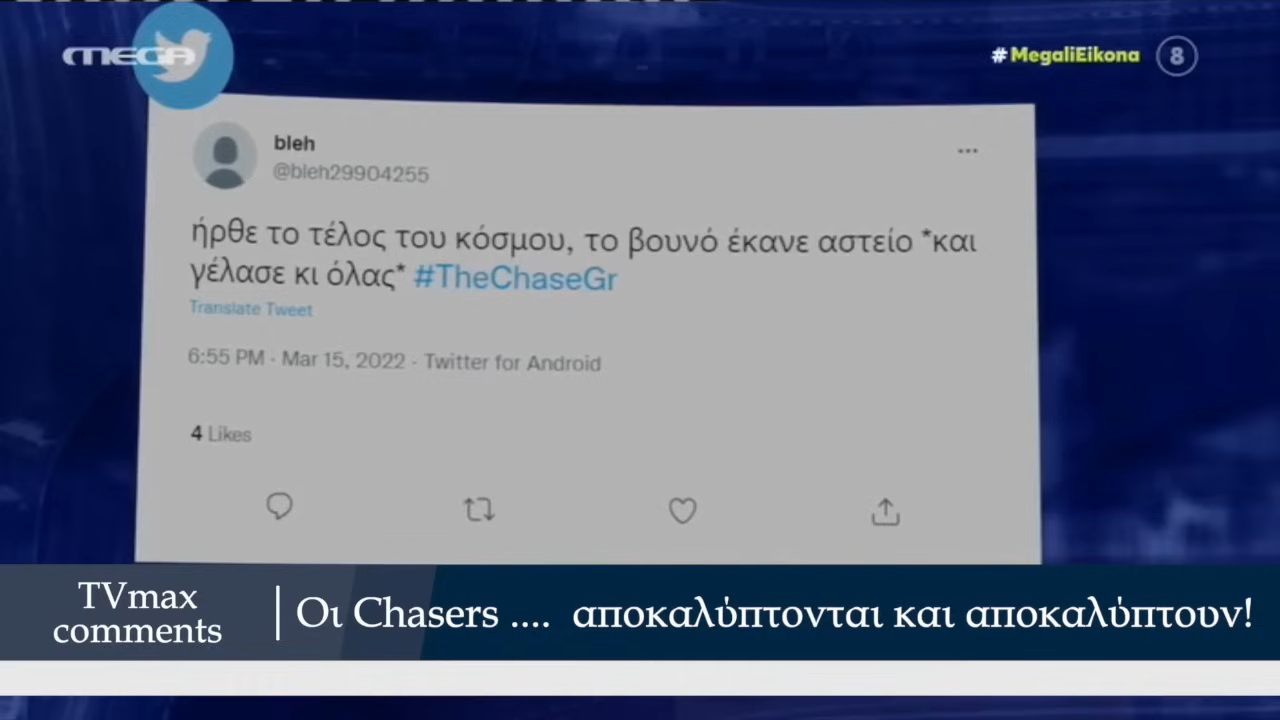 MEGA
#MegaliEikona 8
bleh
@bleh29904255
ήρθε το τέλος του κόσμου, το βουνό έκανε αστείο *και
γέλασε κι όλας* #TheChaseGr
Translate Tweet
6:55 PM · Mar 15, 2022 · Twitter for Android
4 Likes
TVmax
comments
Οι Chasers .... αποκαλύπτονται και αποκαλύπτουν!